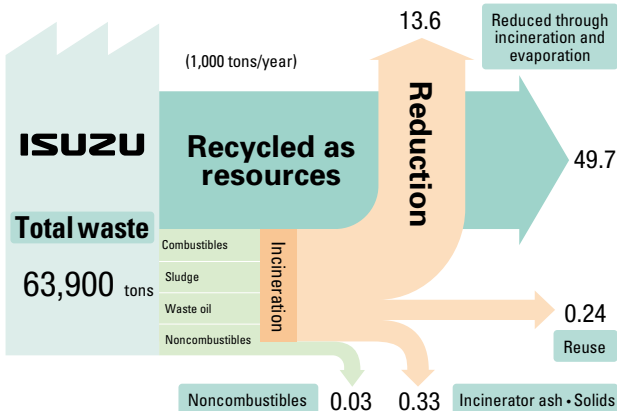 13.6
Reduced through
incineration and
evaporation
(1,000 tons/year)
ISUZU
Recycled as
resources
Reduction
49.7
Total waste
63,900 tons
Combustibles
Sludge
Waste oil
Noncombustibles
Incineration
0.24
Reuse
Noncombustibles 0.03
0.33 Incinerator ash • Solids